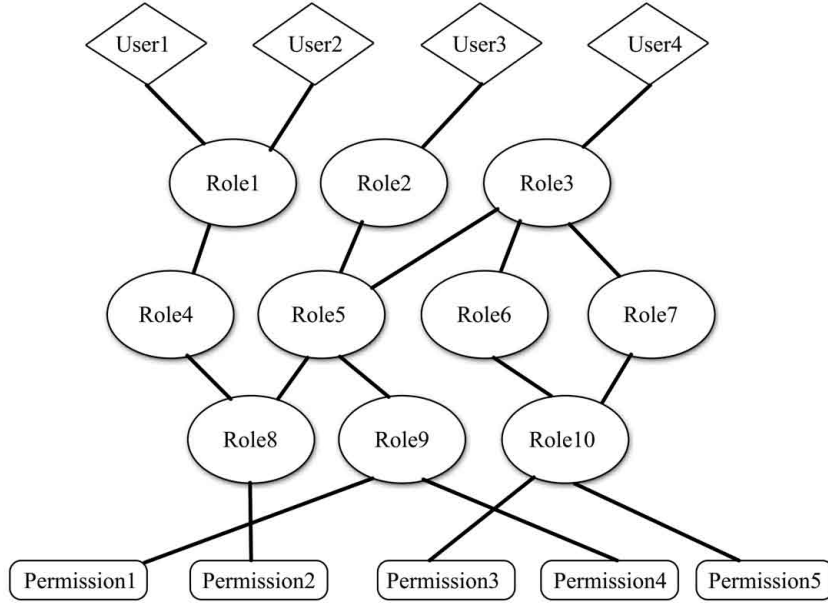 User1
User2
User3
User4
Role1
Role2
Role3
Role4
Role5
Role6
Role7
Role8
Role9
Role10
Permission1
Permission2
Permission3
Permission4
Permission5